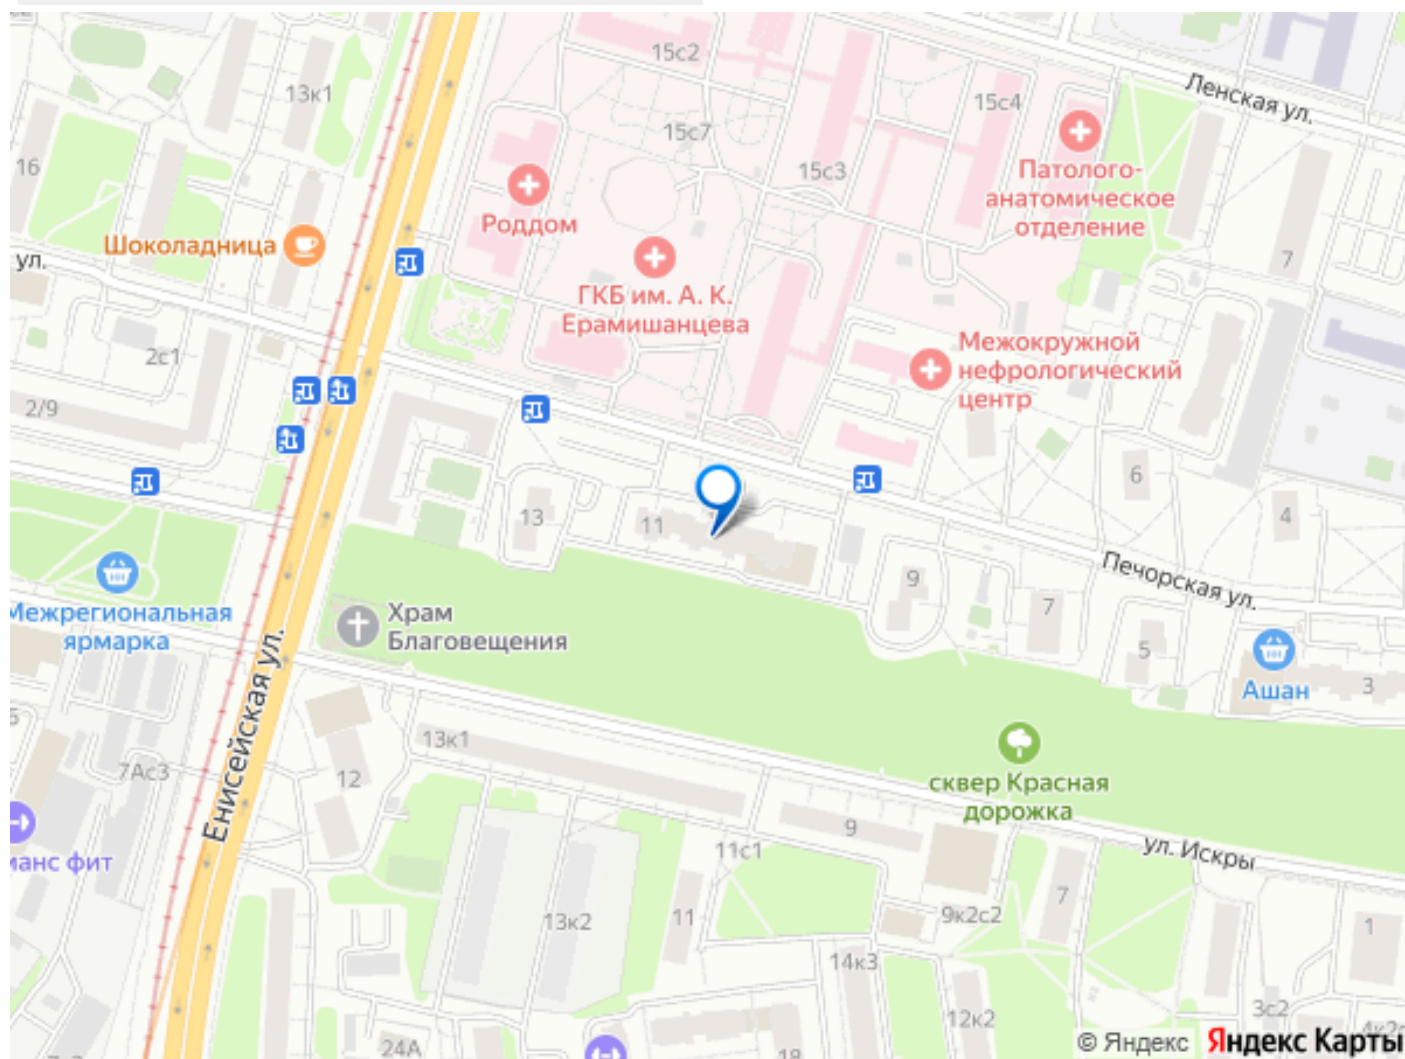 15с2
13к1
15с4
Ленская ул.
15с7
16
15с3
Патолого-
анатомическое
отделение
Роддом
Шоколадница
ул.
7
ГКБ им. А. К.
Ерамишанцева
2с1
Межокружной
нефрологический
центр
2/9
6
13
11
4
Печорская ул.
9
7
Межрегиональная
ярмарка
Храм
Благовещения
5
Ашан
3
Енисейская ул.
13к1
7Ас3
12
сквер Красная
дорожка
9
11с1
ул. Искры
фит
7
13к2
11
9к2с2
1
14к3
3с2
12к2
24А
18
© Яндекс Яндекс Карты